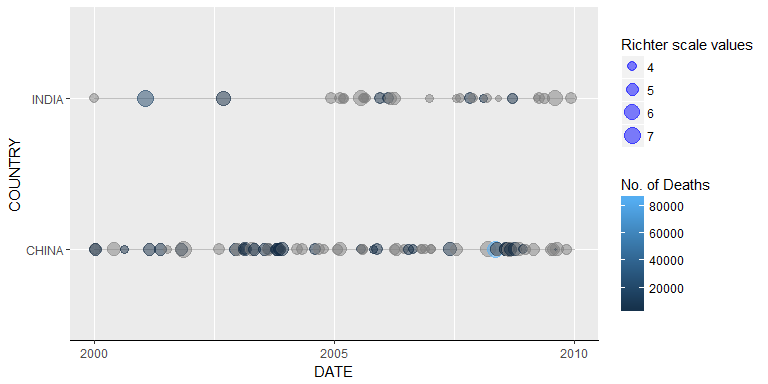 COUNTRY
INDIA
CHINA
2000
2005
2010
DATE
Richter scale values
4
5
6
7
No. of Deaths
80000
60000
40000
20000